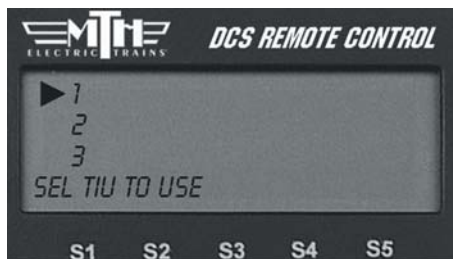 MTH DCS REMOTE CONTROL
ELECTRIC TRAINS
1
2
3
SEL TIU TO USE
S1 S2 S3 S4 S5